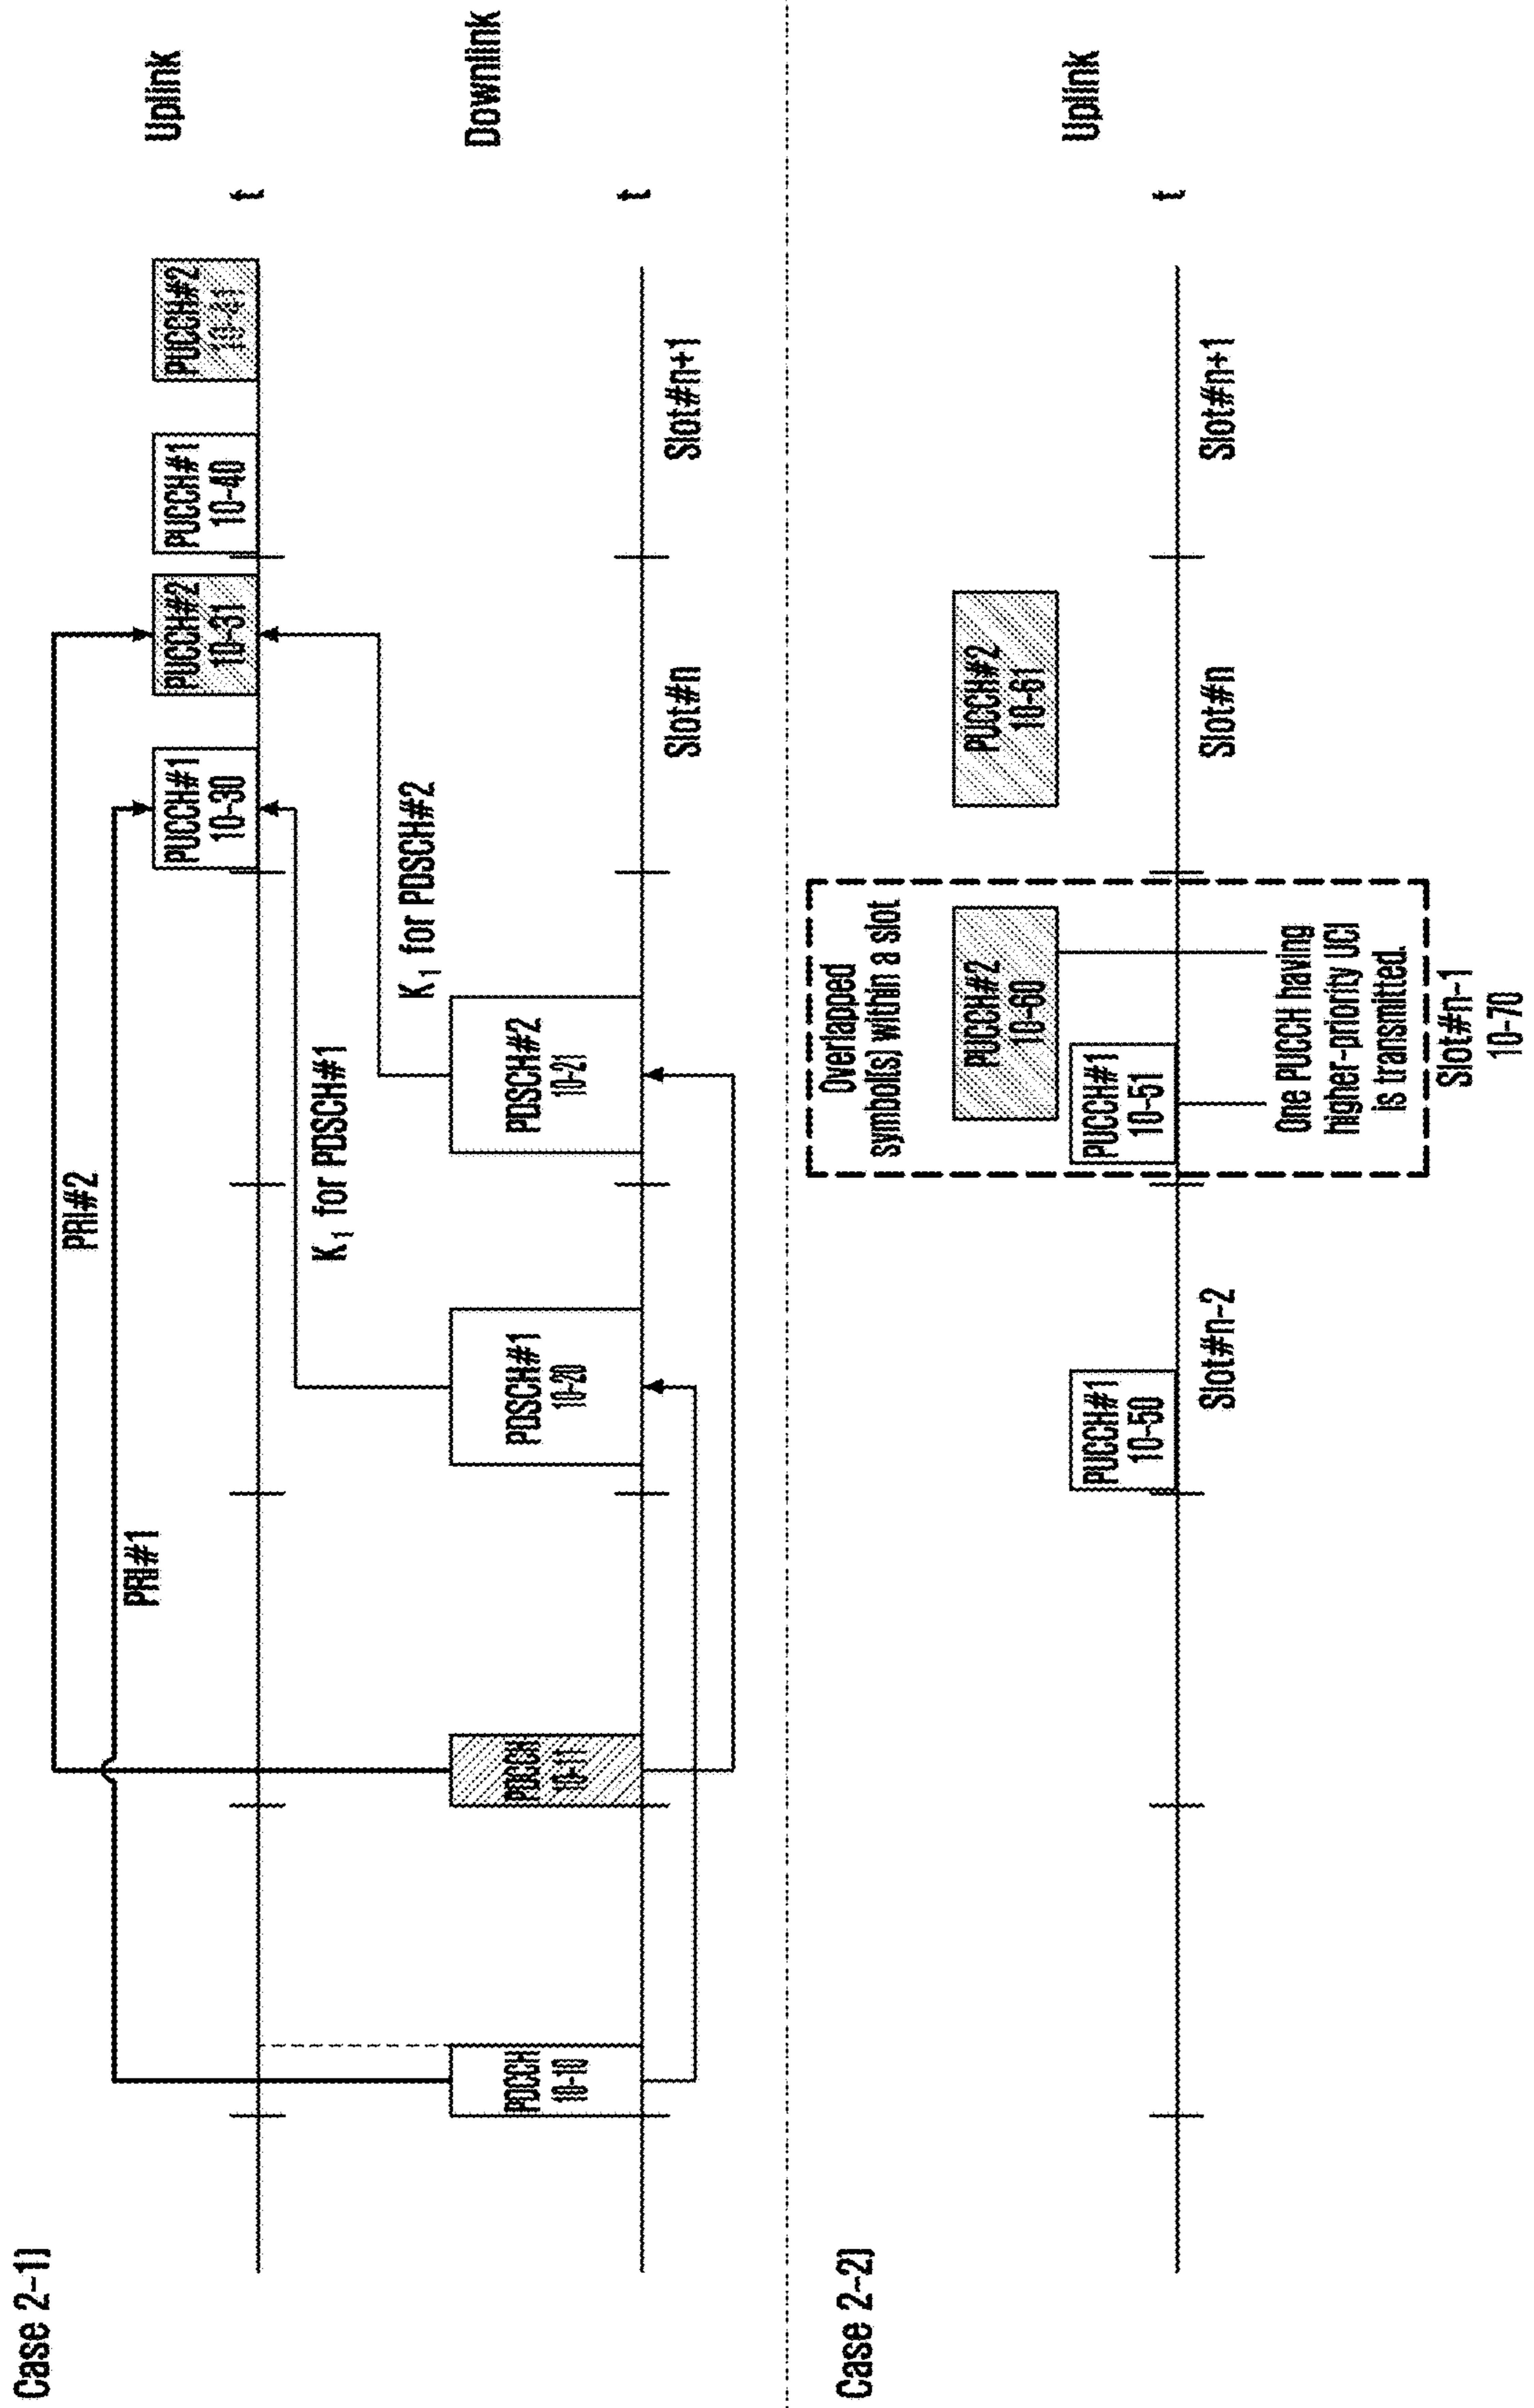 Case 2-1)
PRI#2
PRI#1
Uplink
PUCCH#1
10-30
PUCCH#2
10-31
PUCCH#1
10-40
PUCCH#2
10-41
t
K1 for PDSCH#1
K1 for PDSCH#2
Downlink
PDCCH
10-10
PDCCH
10-11
PDSCH#1
10-20
PDSCH#2
10-21
t
Slot#n
Slot#n+1
Case 2-2)
Overlapped
symbol(s) within a slot
Uplink
PUCCH#2
10-60
PUCCH#2
10-61
PUCCH#1
10-50
PUCCH#1
10-51
t
Slot#n-2
Slot#n
Slot#n+1
One PUCCH having
higher-priority UCI
is transmitted.
Slot#n-1
10-70